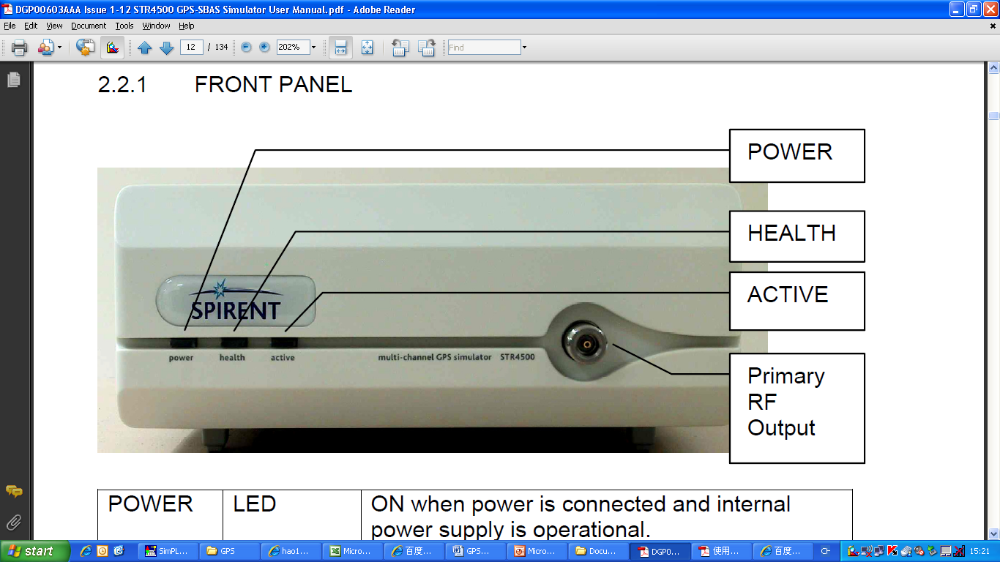 DGP00603AAA Issue 1-12 STR4500 GPS-SBAS Simulator User Manual.pdf - Adobe Reader
File Edit View Document Tools Window Help
12 / 134 202% Find
2.2.1 FRONT PANEL
POWER
HEALTH
ACTIVE
SPIRENT
power health active
multi-channel GPS simulator STR4500
Primary
RF
Output
POWER LED ON when power is connected and internal
power supply is operational.
start SimPL... GPS hao1... Micro... 百度... GPS... Micro... Docu... DGP0... 使用... 百度... CH 15:21